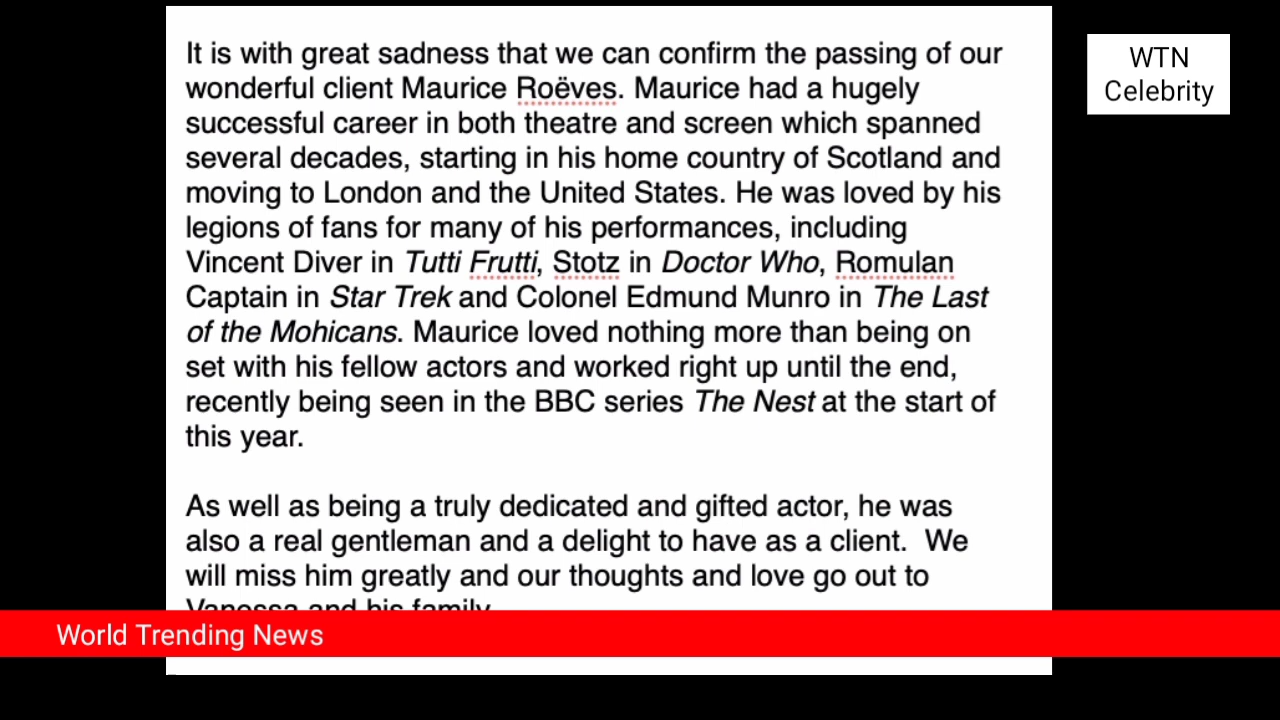 It is with great sadness that we can confirm the passing of our
wonderful client Maurice Roëves. Maurice had a hugely
successful career in both theatre and screen which spanned
several decades, starting in his home country of Scotland and
moving to London and the United States. He was loved by his
legions of fans for many of his performances, including
Vincent Diver in Tutti Frutti, Stotz in Doctor Who, Romulan
Captain in Star Trek and Colonel Edmund Munro in The Last
of the Mohicans. Maurice loved nothing more than being on
set with his fellow actors and worked right up until the end,
recently being seen in the BBC series The Nest at the start of
this year.
As well as being a truly dedicated and gifted actor, he was
also a real gentleman and a delight to have as a client.  We
will miss him greatly and our thoughts and love go out to
Vanessa and his family.
World Trending News
WTN
Celebrity